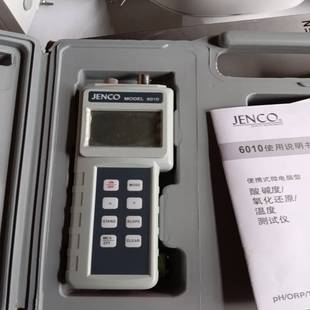 JENCO
MODEL 6010
ON
OFF
MODE
STAND
SLOPE
CLEAR
JENCO
6010使用说明书
便携式微电脑型
酸碱度/
氧化还原/
温度
测试仪
pH/ORP/